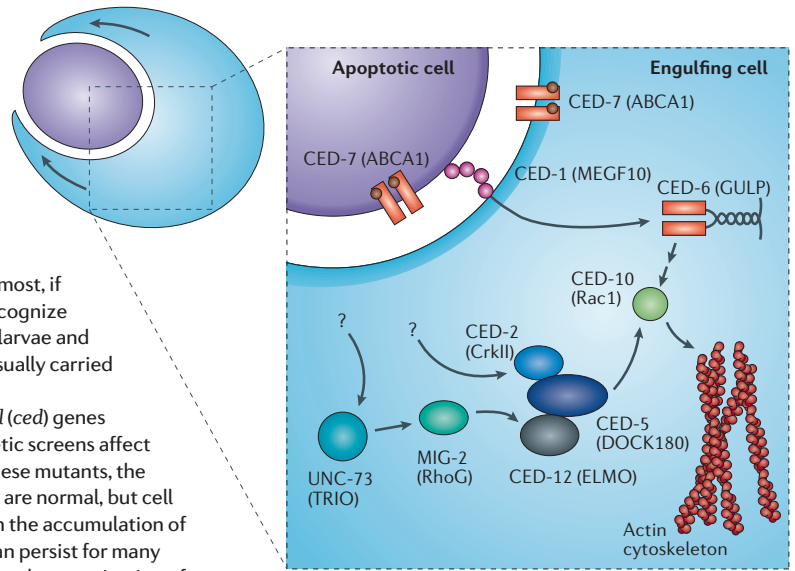 Apoptotic cell
Engulfing cell
CED-7 (ABCA1)
CED-7 (ABCA1)
CED-1 (MEGF10)
CED-6 (GULP)
CED-10
(Rac1)
?
?
CED-2
(CrkII)
CED-5
(DOCK180)
MIG-2
(RhoG)
CED-12 (ELMO)
UNC-73
(TRIO)
Actin
cytoskeleton
most, if
cognize
larvae and
sually carried
(ced) genes
etic screens affect
hese mutants, the
are normal, but cell
the accumulation of
an persist for many